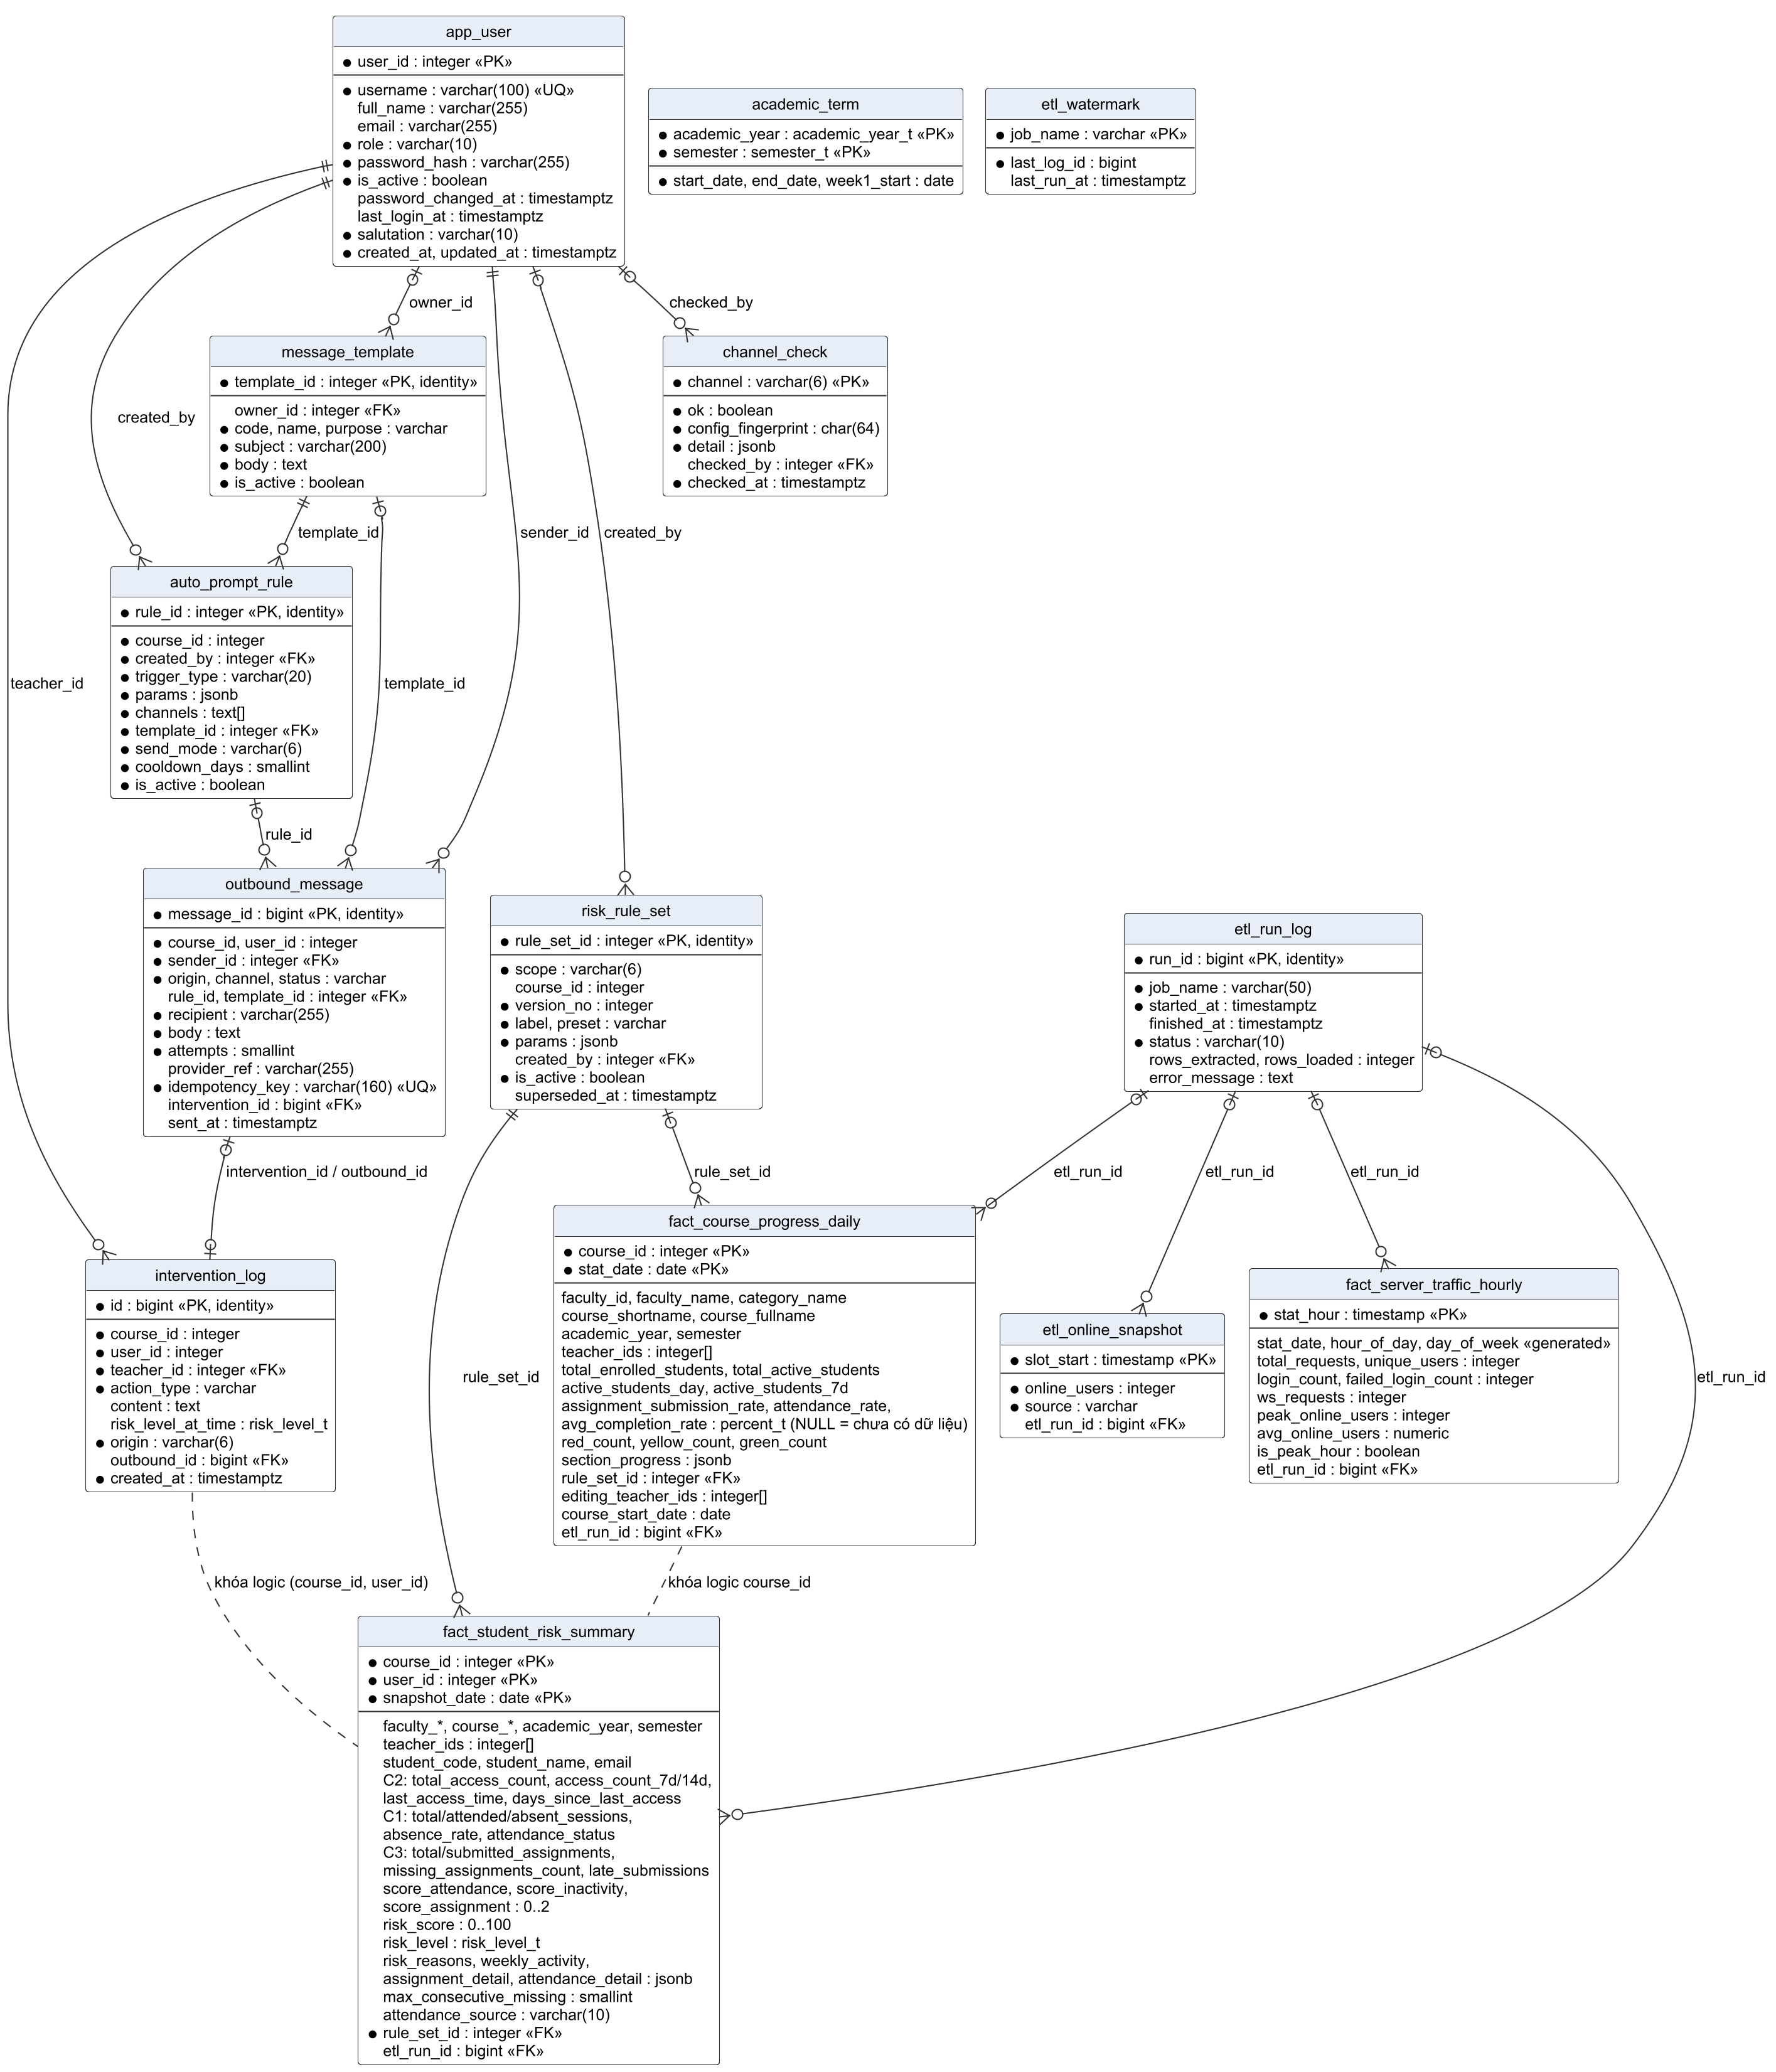 app_user
user_id : integer «PK»
username : varchar(100) «UQ»
full_name : varchar(255)
email : varchar(255)
role : varchar(10)
password_hash : varchar(255)
is_active : boolean
password_changed_at : timestamptz
last_login_at : timestamptz
salutation : varchar(10)
created_at, updated_at : timestamptz
academic_term
academic_year : academic_year_t «PK»
semester : semester_t «PK»
start_date, end_date, week1_start : date
etl_watermark
job_name : varchar «PK»
last_log_id : bigint
last_run_at : timestamptz
owner_id
checked_by
message_template
template_id : integer «PK, identity»
owner_id : integer «FK»
code, name, purpose : varchar
subject : varchar(200)
body : text
is_active : boolean
channel_check
channel : varchar(6) «PK»
ok : boolean
config_fingerprint : char(64)
detail : jsonb
checked_by : integer «FK»
checked_at : timestamptz
created_by
template_id
sender_id
created_by
auto_prompt_rule
rule_id : integer «PK, identity»
course_id : integer
created_by : integer «FK»
trigger_type : varchar(20)
params : jsonb
channels : text[]
template_id : integer «FK»
send_mode : varchar(6)
cooldown_days : smallint
is_active : boolean
teacher_id
template_id
rule_id
outbound_message
message_id : bigint «PK, identity»
course_id, user_id : integer
sender_id : integer «FK»
origin, channel, status : varchar
rule_id, template_id : integer «FK»
recipient : varchar(255)
body : text
attempts : smallint
provider_ref : varchar(255)
idempotency_key : varchar(160) «UQ»
intervention_id : bigint «FK»
sent_at : timestamptz
risk_rule_set
rule_set_id : integer «PK, identity»
scope : varchar(6)
course_id : integer
version_no : integer
label, preset : varchar
params : jsonb
created_by : integer «FK»
is_active : boolean
superseded_at : timestamptz
etl_run_log
run_id : bigint «PK, identity»
job_name : varchar(50)
started_at : timestamptz
finished_at : timestamptz
status : varchar(10)
rows_extracted, rows_loaded : integer
error_message : text
intervention_id / outbound_id
rule_set_id
etl_run_id
etl_run_id
etl_run_id
intervention_log
id : bigint «PK, identity»
course_id : integer
user_id : integer
teacher_id : integer «FK»
action_type : varchar
content : text
risk_level_at_time : risk_level_t
origin : varchar(6)
outbound_id : bigint «FK»
created_at : timestamptz
rule_set_id
fact_course_progress_daily
course_id : integer «PK»
stat_date : date «PK»
faculty_id, faculty_name, category_name
course_shortname, course_fullname
academic_year, semester
teacher_ids : integer[]
total_enrolled_students, total_active_students
active_students_day, active_students_7d
assignment_submission_rate, attendance_rate,
avg_completion_rate : percent_t (NULL = chưa có dữ liệu)
red_count, yellow_count, green_count
section_progress : jsonb
rule_set_id : integer «FK»
editing_teacher_ids : integer[]
course_start_date : date
etl_run_id : bigint «FK»
etl_online_snapshot
slot_start : timestamp «PK»
online_users : integer
source : varchar
etl_run_id : bigint «FK»
fact_server_traffic_hourly
stat_hour : timestamp «PK»
stat_date, hour_of_day, day_of_week «generated»
total_requests, unique_users : integer
login_count, failed_login_count : integer
ws_requests : integer
peak_online_users : integer
avg_online_users : numeric
is_peak_hour : boolean
etl_run_id : bigint «FK»
etl_run_id
khóa logic (course_id, user_id)
khóa logic course_id
fact_student_risk_summary
course_id : integer «PK»
user_id : integer «PK»
snapshot_date : date «PK»
faculty_*, course_*, academic_year, semester
teacher_ids : integer[]
student_code, student_name, email
C2: total_access_count, access_count_7d/14d,
last_access_time, days_since_last_access
C1: total/attended/absent_sessions,
absence_rate, attendance_status
C3: total/submitted_assignments,
missing_assignments_count, late_submissions
score_attendance, score_inactivity,
score_assignment : 0..2
risk_score : 0..100
risk_level : risk_level_t
risk_reasons, weekly_activity,
assignment_detail, attendance_detail : jsonb
max_consecutive_missing : smallint
attendance_source : varchar(10)
rule_set_id : integer «FK»
etl_run_id : bigint «FK»